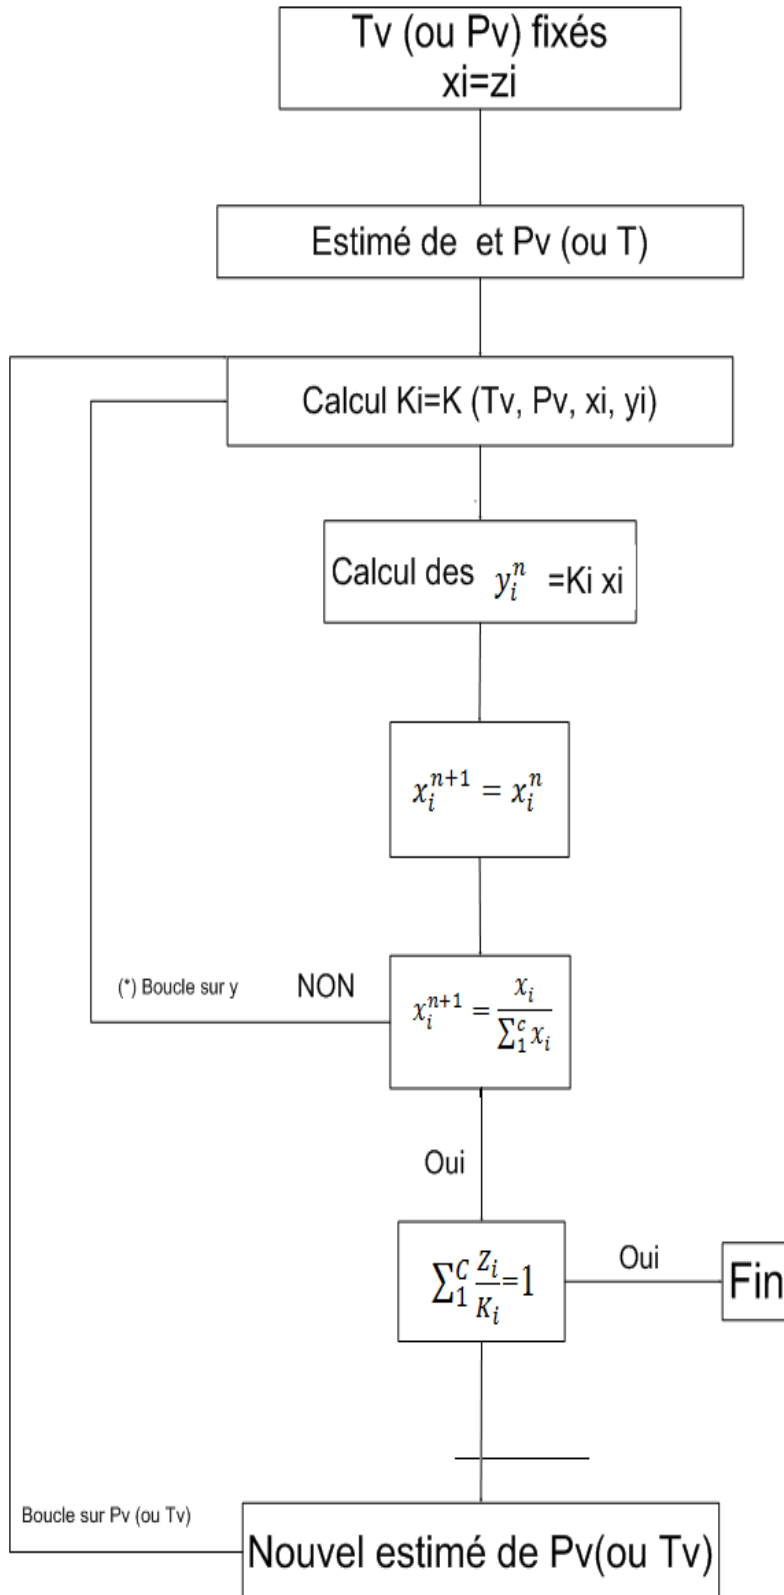 Tv (ou Pv) fixés
xi=zi
Estimé de et Pv (ou T)
Calcul Ki=K (Tv, Pv, xi, yi)
Calcul des $y_i^n$ =Ki xi
$x_i^{n+1} = x_i^n$
(*) Boucle sur y
NON
$x_i^{n+1} = \frac{x_i}{\sum_1^c x_i}$
Oui
$\sum_1^C \frac{z_i}{K_i}=1$
Oui
Fin
Boucle sur Pv (ou Tv)
Nouvel estimé de Pv(ou Tv)